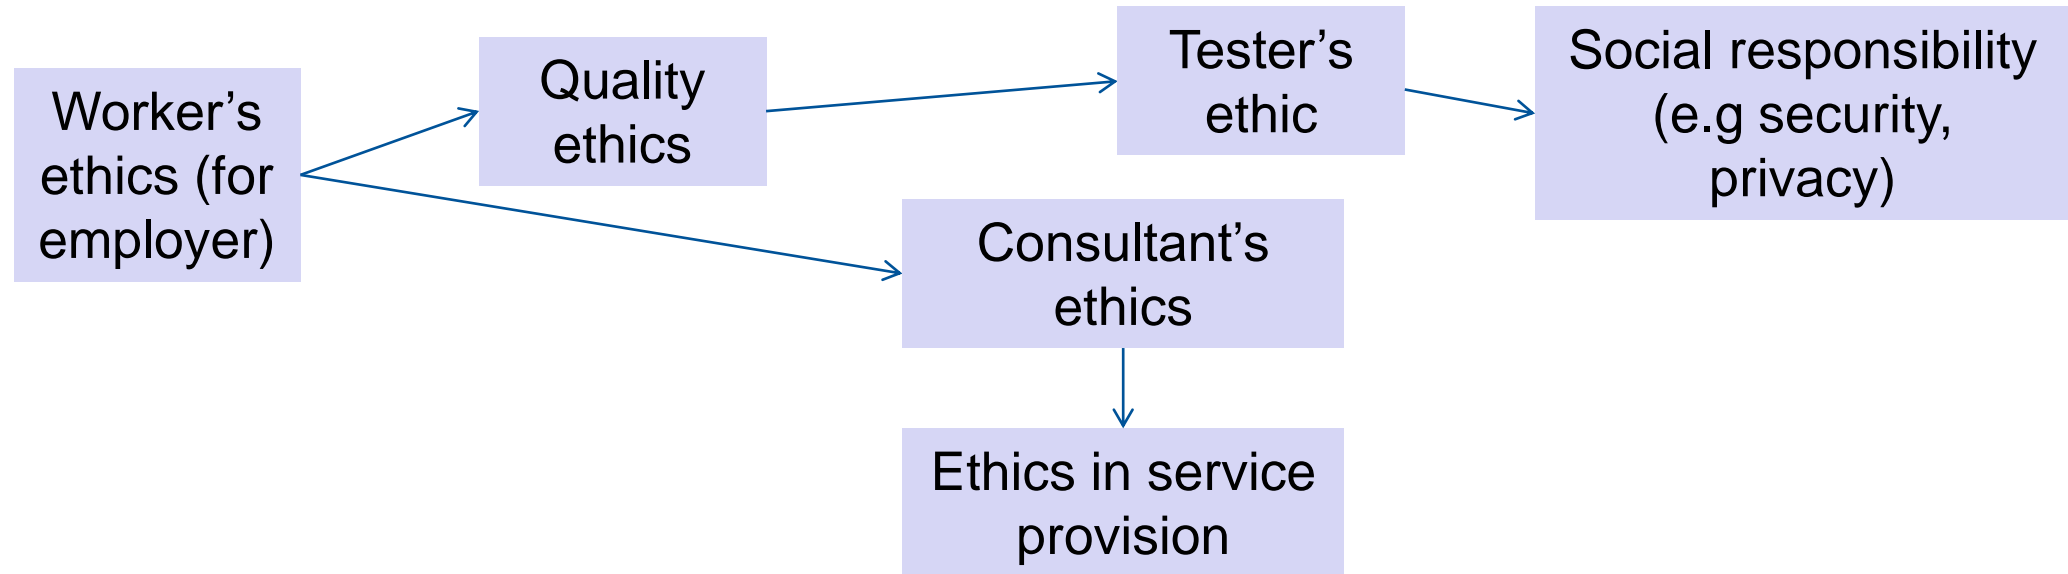 Worker’s
ethics (for
employer)
Quality
ethics
Tester’s
ethic
Social responsibility
(e.g security,
privacy)
Consultant’s
ethics
Ethics in service
provision